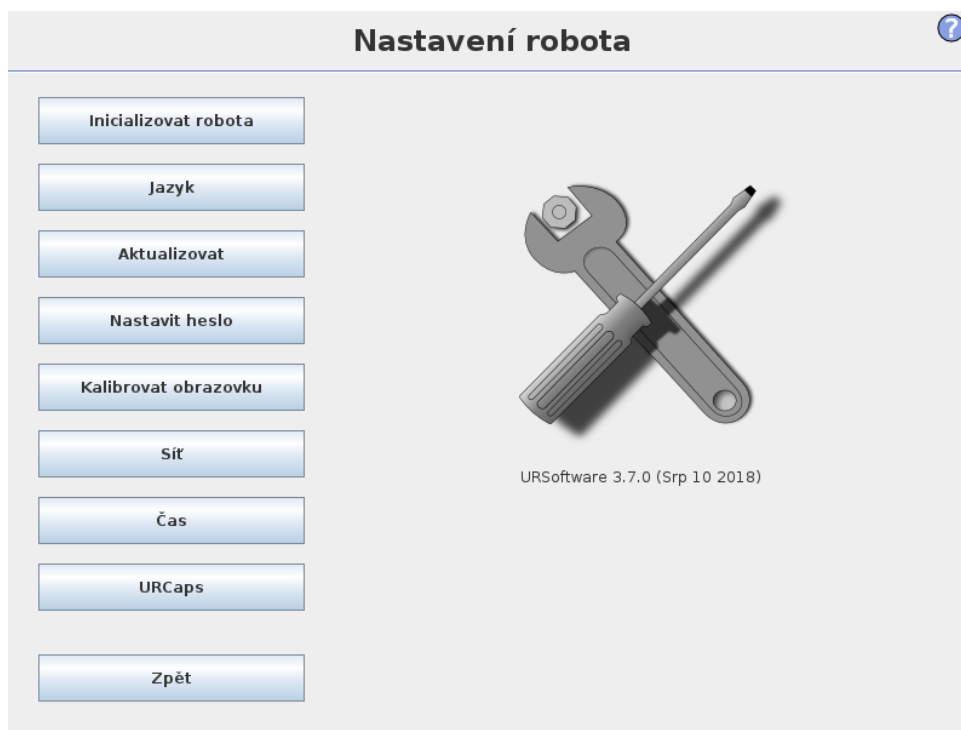 Nastavení robota
?
Inicializovat robota
Jazyk
Aktualizovat
Nastavit heslo
Kalibrovat obrazovku
Síť
Čas
URCaps
Zpět
URSoftware 3.7.0 (Srp 10 2018)